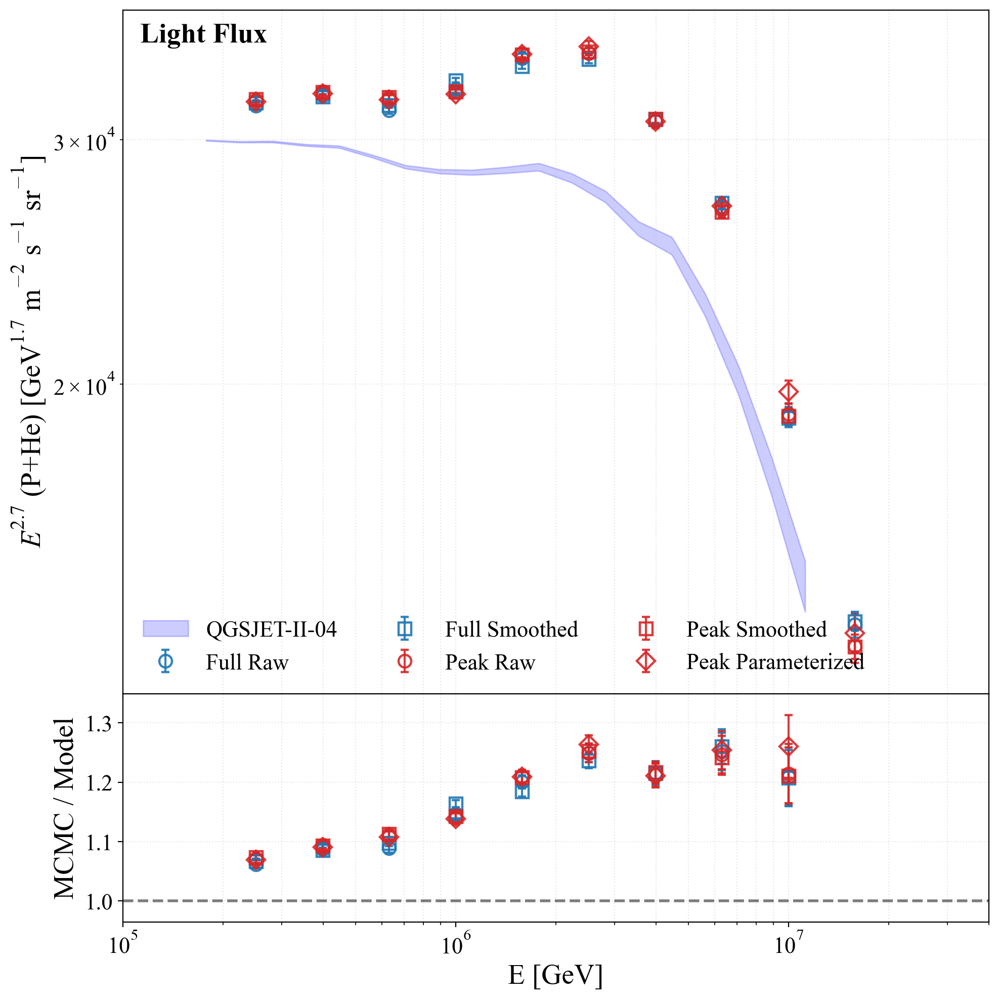 Light Flux
3 × 10^4
2 × 10^4
E^2.7 (P+He) [GeV^1.7 m^−2 s^−1 sr^−1]
QGSJET-II-04
Full Raw
Full Smoothed
Peak Raw
Peak Smoothed
Peak Parameterized
MCMC / Model
1.3
1.2
1.1
1.0
10^5
10^6
10^7
E [GeV]